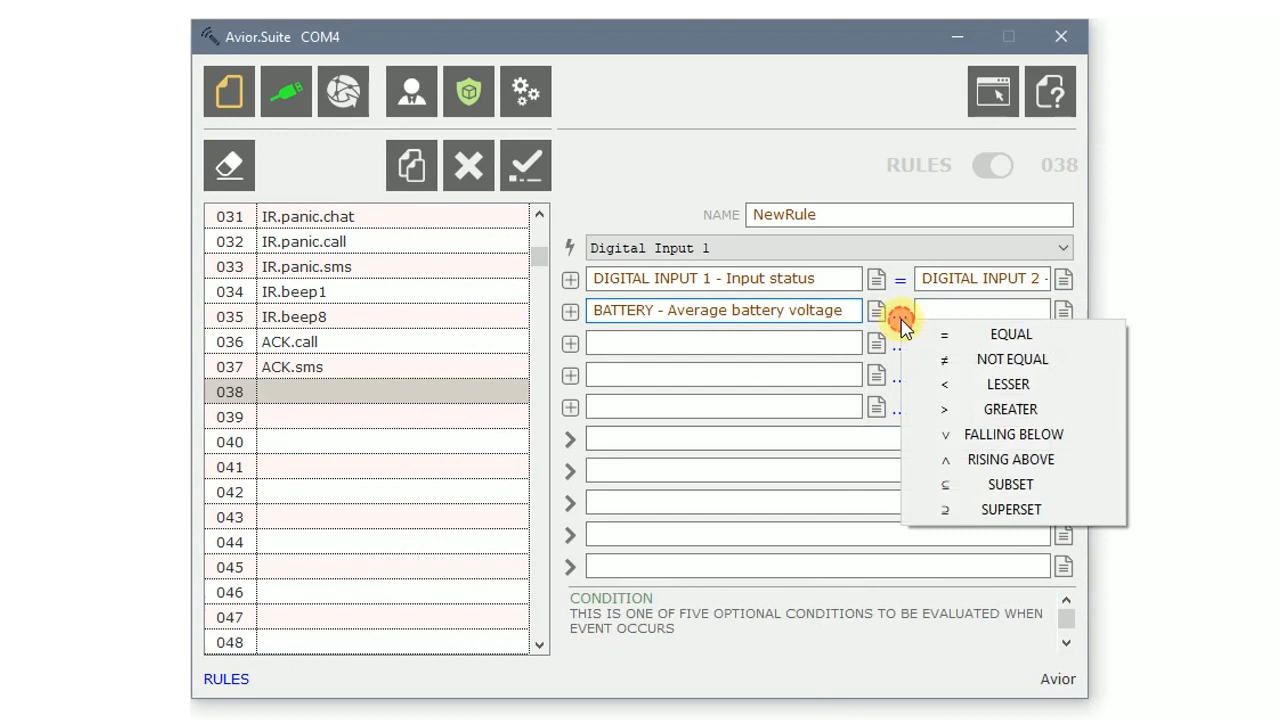 Avior.Suite COM4
RULES 038
NAME NewRule
Digital Input 1
DIGITAL INPUT 1 - Input status = DIGITAL INPUT 2 -
BATTERY - Average battery voltage
= EQUAL
≠ NOT EQUAL
< LESSER
> GREATER
∨ FALLING BELOW
∧ RISING ABOVE
⊆ SUBSET
⊇ SUPERSET
031 IR.panic.chat
032 IR.panic.call
033 IR.panic.sms
034 IR.beep1
035 IR.beep8
036 ACK.call
037 ACK.sms
038
039
040
041
042
043
044
045
046
047
048
CONDITION
THIS IS ONE OF FIVE OPTIONAL CONDITIONS TO BE EVALUATED WHEN
EVENT OCCURS
RULES
Avior